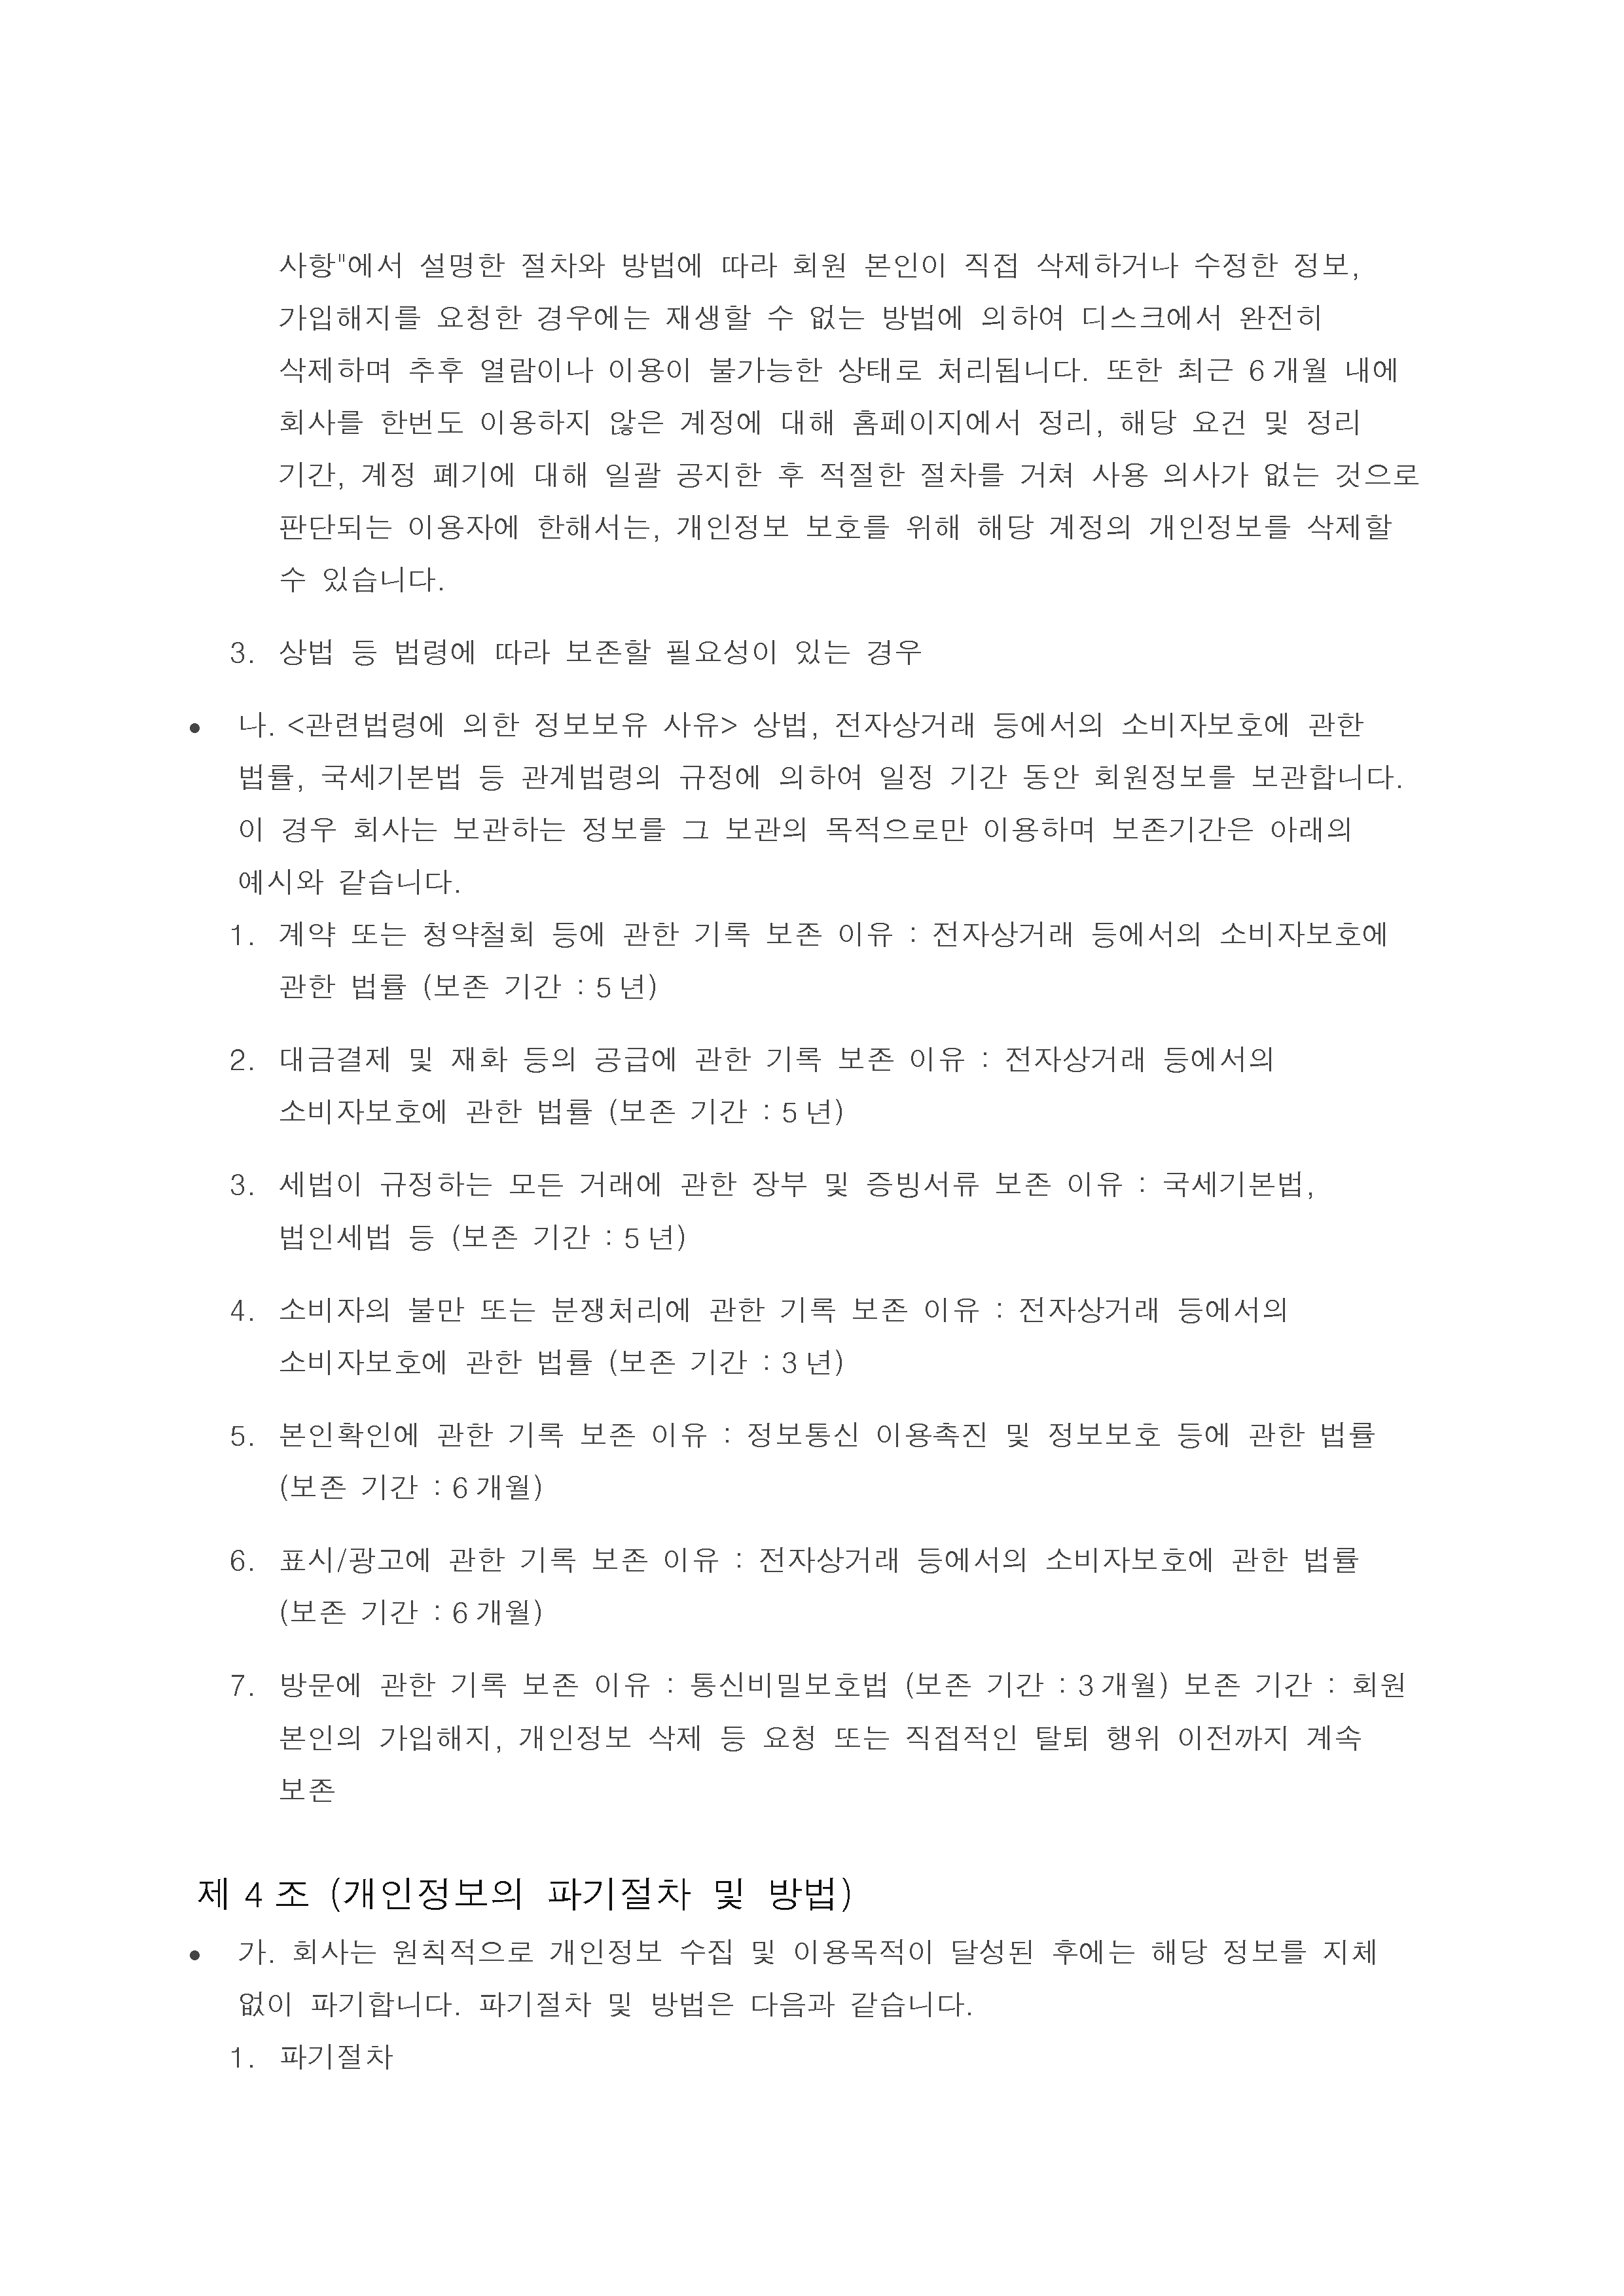 사항"에서 설명한 절차와 방법에 따라 회원 본인이 직접 삭제하거나 수정한 정보,
가입해지를 요청한 경우에는 재생할 수 없는 방법에 의하여 디스크에서 완전히
삭제하며 추후 열람이나 이용이 불가능한 상태로 처리됩니다. 또한 최근 6개월 내에
회사를 한번도 이용하지 않은 계정에 대해 홈페이지에서 정리, 해당 요건 및 정리
기간, 계정 폐기에 대해 일괄 공지한 후 적절한 절차를 거쳐 사용 의사가 없는 것으로
판단되는 이용자에 한해서는, 개인정보 보호를 위해 해당 계정의 개인정보를 삭제할
수 있습니다.
3. 상법 등 법령에 따라 보존할 필요성이 있는 경우
• 나. <관련법령에 의한 정보보유 사유> 상법, 전자상거래 등에서의 소비자보호에 관한
법률, 국세기본법 등 관계법령의 규정에 의하여 일정 기간 동안 회원정보를 보관합니다.
이 경우 회사는 보관하는 정보를 그 보관의 목적으로만 이용하며 보존기간은 아래의
예시와 같습니다.
1. 계약 또는 청약철회 등에 관한 기록 보존 이유 : 전자상거래 등에서의 소비자보호에
관한 법률 (보존 기간 : 5년)
2. 대금결제 및 재화 등의 공급에 관한 기록 보존 이유 : 전자상거래 등에서의
소비자보호에 관한 법률 (보존 기간 : 5년)
3. 세법이 규정하는 모든 거래에 관한 장부 및 증빙서류 보존 이유 : 국세기본법,
법인세법 등 (보존 기간 : 5년)
4. 소비자의 불만 또는 분쟁처리에 관한 기록 보존 이유 : 전자상거래 등에서의
소비자보호에 관한 법률 (보존 기간 : 3년)
5. 본인확인에 관한 기록 보존 이유 : 정보통신 이용촉진 및 정보보호 등에 관한 법률
(보존 기간 : 6개월)
6. 표시/광고에 관한 기록 보존 이유 : 전자상거래 등에서의 소비자보호에 관한 법률
(보존 기간 : 6개월)
7. 방문에 관한 기록 보존 이유 : 통신비밀보호법 (보존 기간 : 3개월) 보존 기간 : 회원
본인의 가입해지, 개인정보 삭제 등 요청 또는 직접적인 탈퇴 행위 이전까지 계속
보존
제 4 조 (개인정보의 파기절차 및 방법)
• 가. 회사는 원칙적으로 개인정보 수집 및 이용목적이 달성된 후에는 해당 정보를 지체
없이 파기합니다. 파기절차 및 방법은 다음과 같습니다.
1. 파기절차